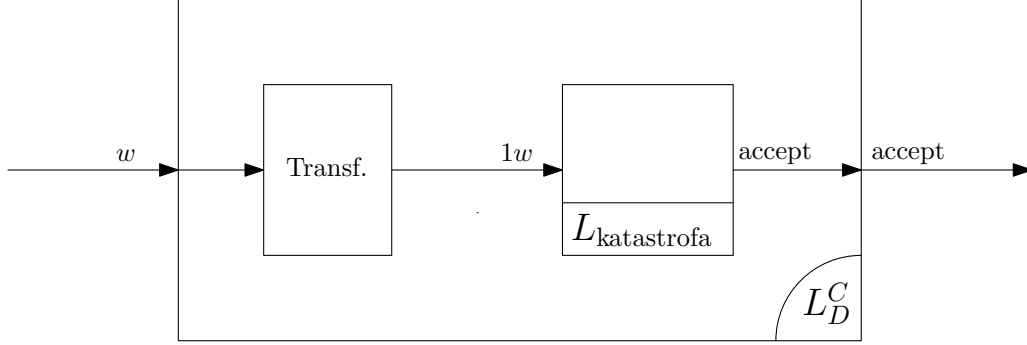 w
Transf.
1w
accept
accept
L_katastrofa
L_D^C